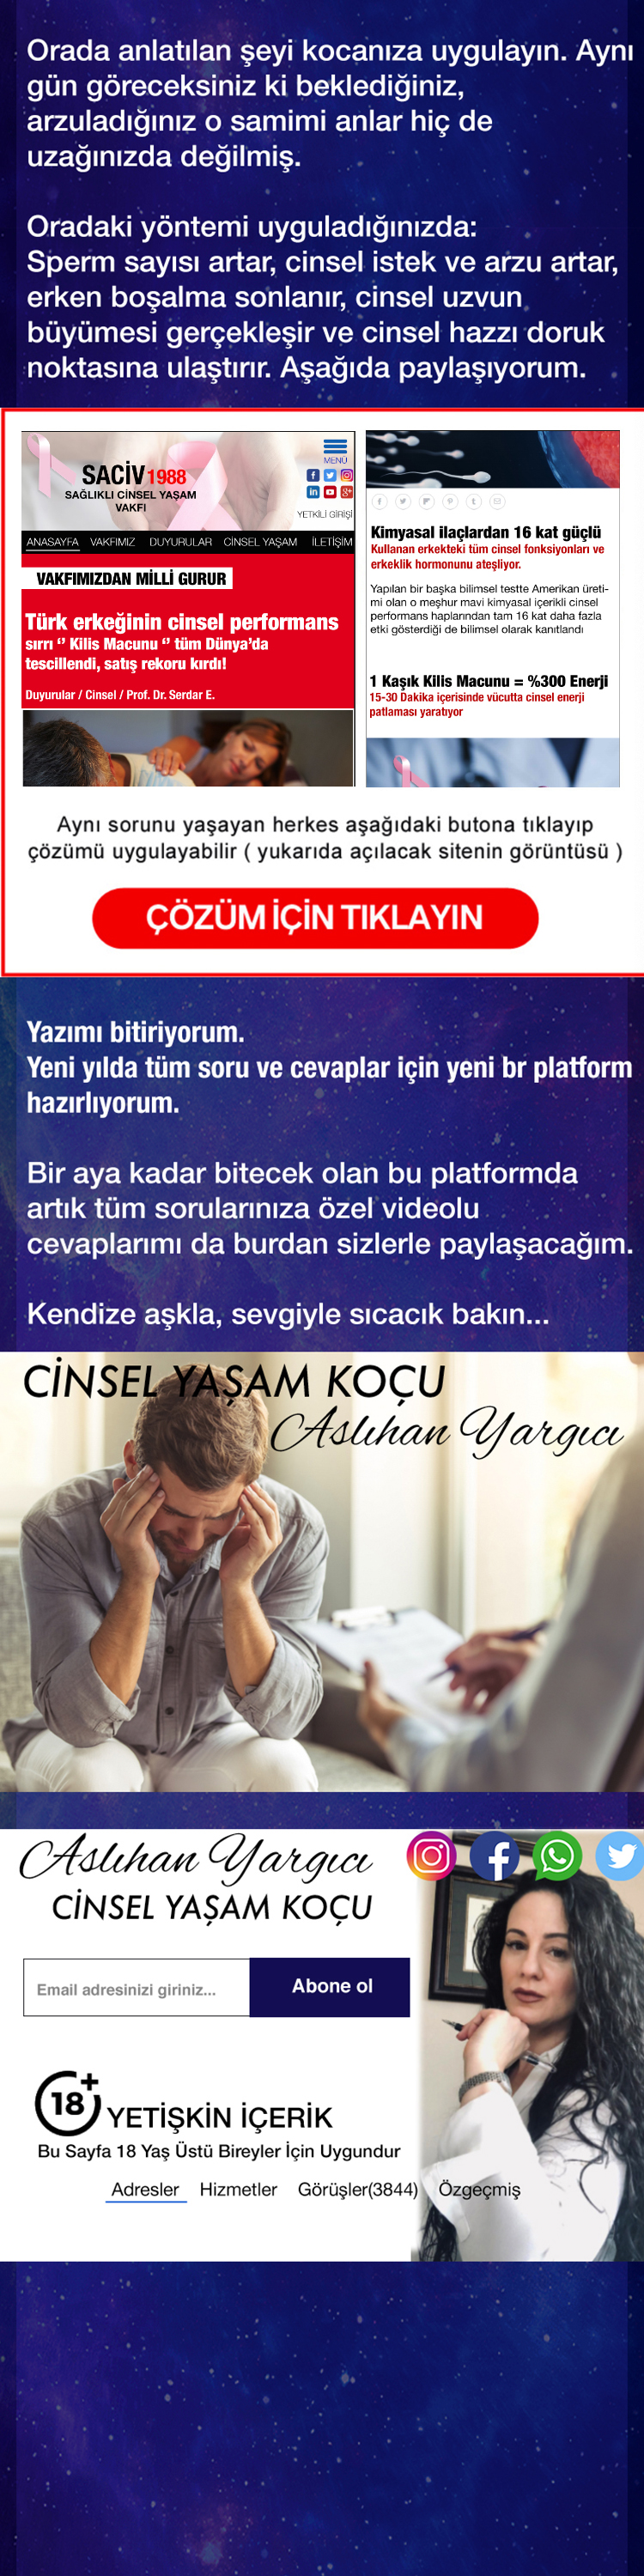 Orada anlatılan şeyi kocanıza uygulayın. Aynı
gün göreceksiniz ki beklediğiniz,
arzuladığınız o samimi anlar hiç de
uzağınızda değilmiş.
Oradaki yöntemi uyguladığınızda:
Sperm sayısı artar, cinsel istek ve arzu artar,
erken boşalma sonlanır, cinsel uzvun
büyümesi gerçekleşir ve cinsel hazzı doruk
noktasına ulaştırır. Aşağıda paylaşıyorum.
SACİV1988
SAĞLIKLI CİNSEL YAŞAM
VAKFI
MENÜ
YETKİLİ GİRİŞİ
ANASAYFA VAKFIMIZ DUYURULAR CİNSEL YAŞAM İLETİŞİM
VAKFIMIZDAN MİLLİ GURUR
Türk erkeğinin cinsel performans
sırrı ‘’ Kilis Macunu ‘’ tüm Dünya’da
tescillendi, satış rekoru kırdı!
Duyurular / Cinsel / Prof. Dr. Serdar E.
Kimyasal ilaçlardan 16 kat güçlü
Kullanan erkekteki tüm cinsel fonksiyonları ve
erkeklik hormonunu ateşliyor.
Yapılan bir başka bilimsel testte Amerikan üreti-
mi olan o meşhur mavi kimyasal içerikli cinsel
performans haplarından tam 16 kat daha fazla
etki gösterdiği de bilimsel olarak kanıtlandı
1 Kaşık Kilis Macunu = %300 Enerji
15-30 Dakika içerisinde vücutta cinsel enerji
patlaması yaratıyor
Aynı sorunu yaşayan herkes aşağıdaki butona tıklayıp
çözümü uygulayabilir ( yukarıda açılacak sitenin görüntüsü )
ÇÖZÜM İÇİN TIKLAYIN
Yazımı bitiriyorum.
Yeni yılda tüm soru ve cevaplar için yeni br platform
hazırlıyorum.
Bir aya kadar bitecek olan bu platformda
artık tüm sorularınıza özel videolu
cevaplarımı da burdan sizlerle paylaşacağım.
Kendize aşkla, sevgiyle sıcacık bakın...
CİNSEL YAŞAM KOÇU
Aslıhan Yargıcı
Aslıhan Yargıcı
CİNSEL YAŞAM KOÇU
Email adresinizi giriniz...
Abone ol
18+ YETİŞKİN İÇERİK
Bu Sayfa 18 Yaş Üstü Bireyler İçin Uygundur
Adresler Hizmetler Görüşler(3844) Özgeçmiş